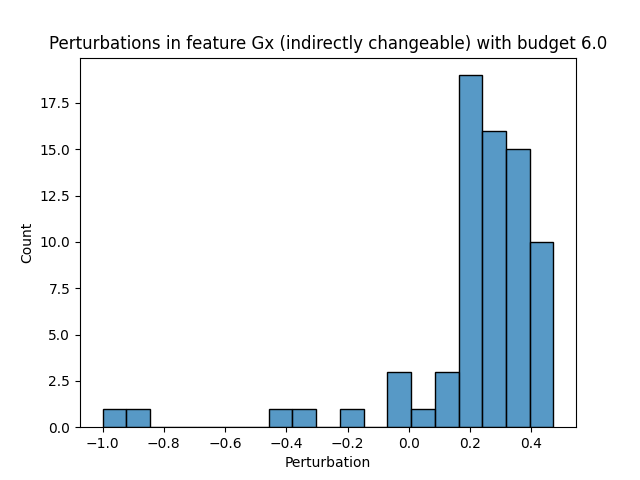 Perturbations in feature Gx (indirectly changeable) with budget 6.0
Count
17.5
15.0
12.5
10.0
7.5
5.0
2.5
0.0
−1.0 −0.8 −0.6 −0.4 −0.2 0.0 0.2 0.4
Perturbation